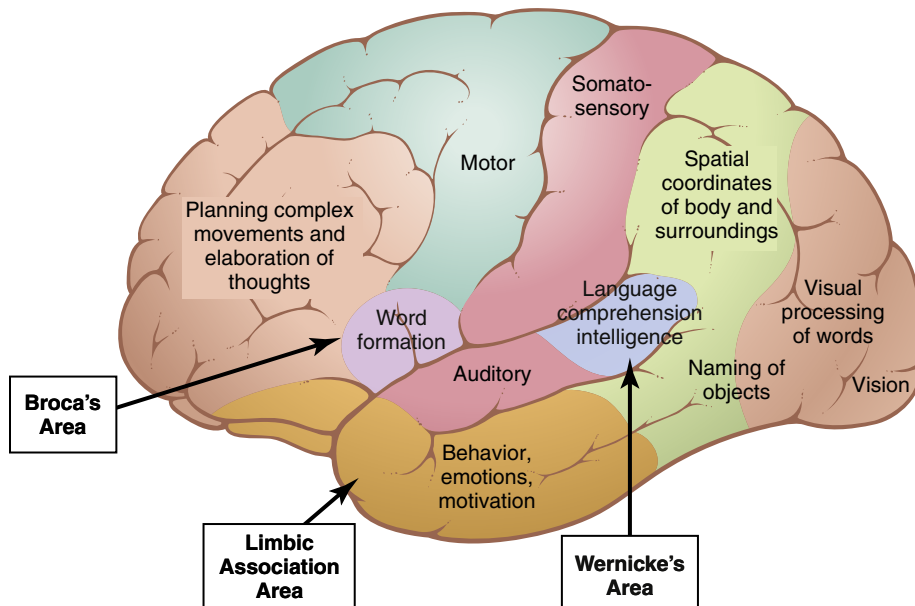 Somato-
sensory
Motor
Spatial
coordinates
of body and
surroundings
Planning complex
movements and
elaboration of
thoughts
Word
formation
Language
comprehension
intelligence
Visual
processing
of words
Auditory
Naming of
objects
Vision
Broca's
Area
Behavior,
emotions,
motivation
Limbic
Association
Area
Wernicke's
Area